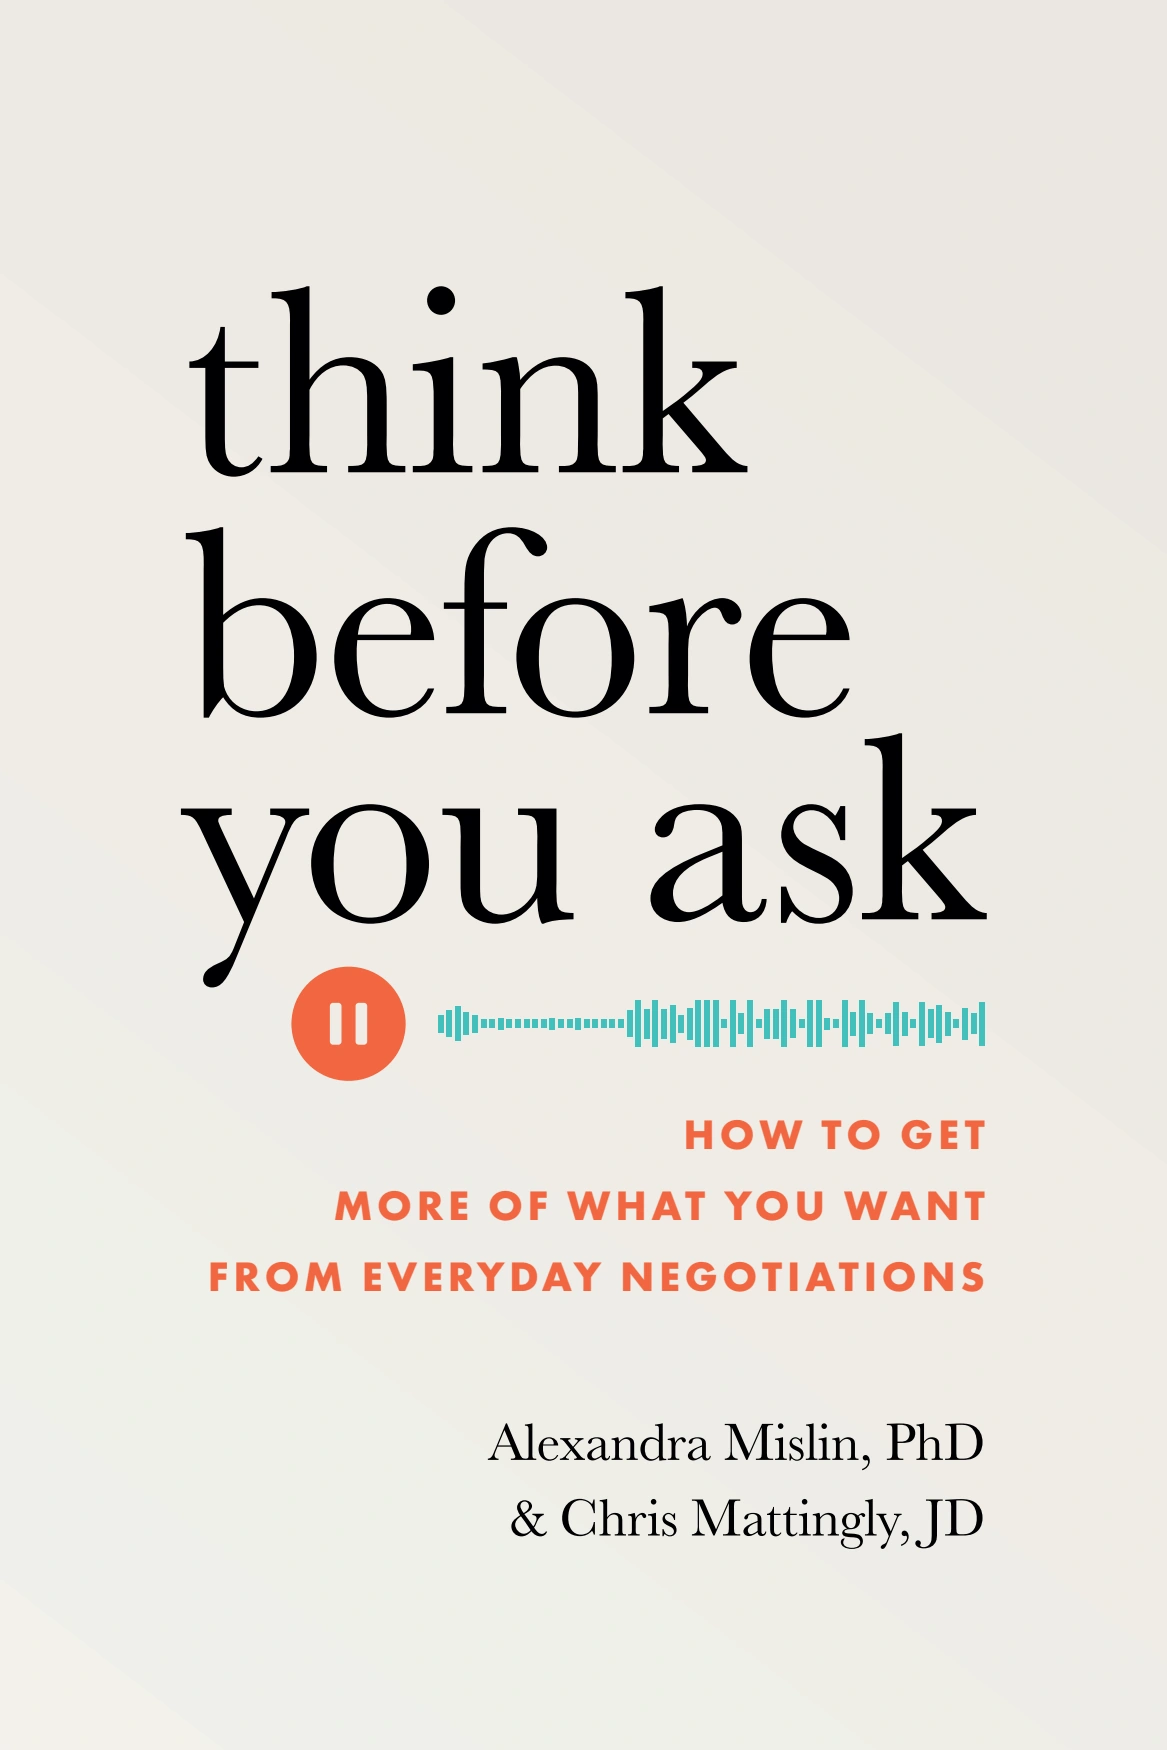 think
before
you ask
HOW TO GET
MORE OF WHAT YOU WANT
FROM EVERYDAY NEGOTIATIONS
Alexandra Mislin, PhD
& Chris Mattingly, JD